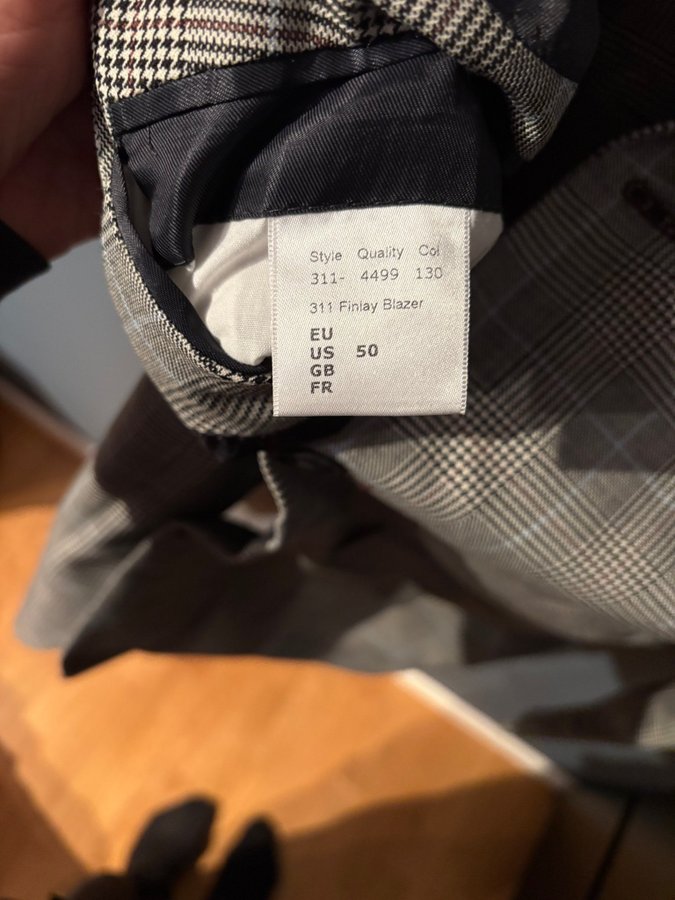 Style Quality Col
311- 4499 130
311 Finlay Blazer
EU
US 50
GB
FR